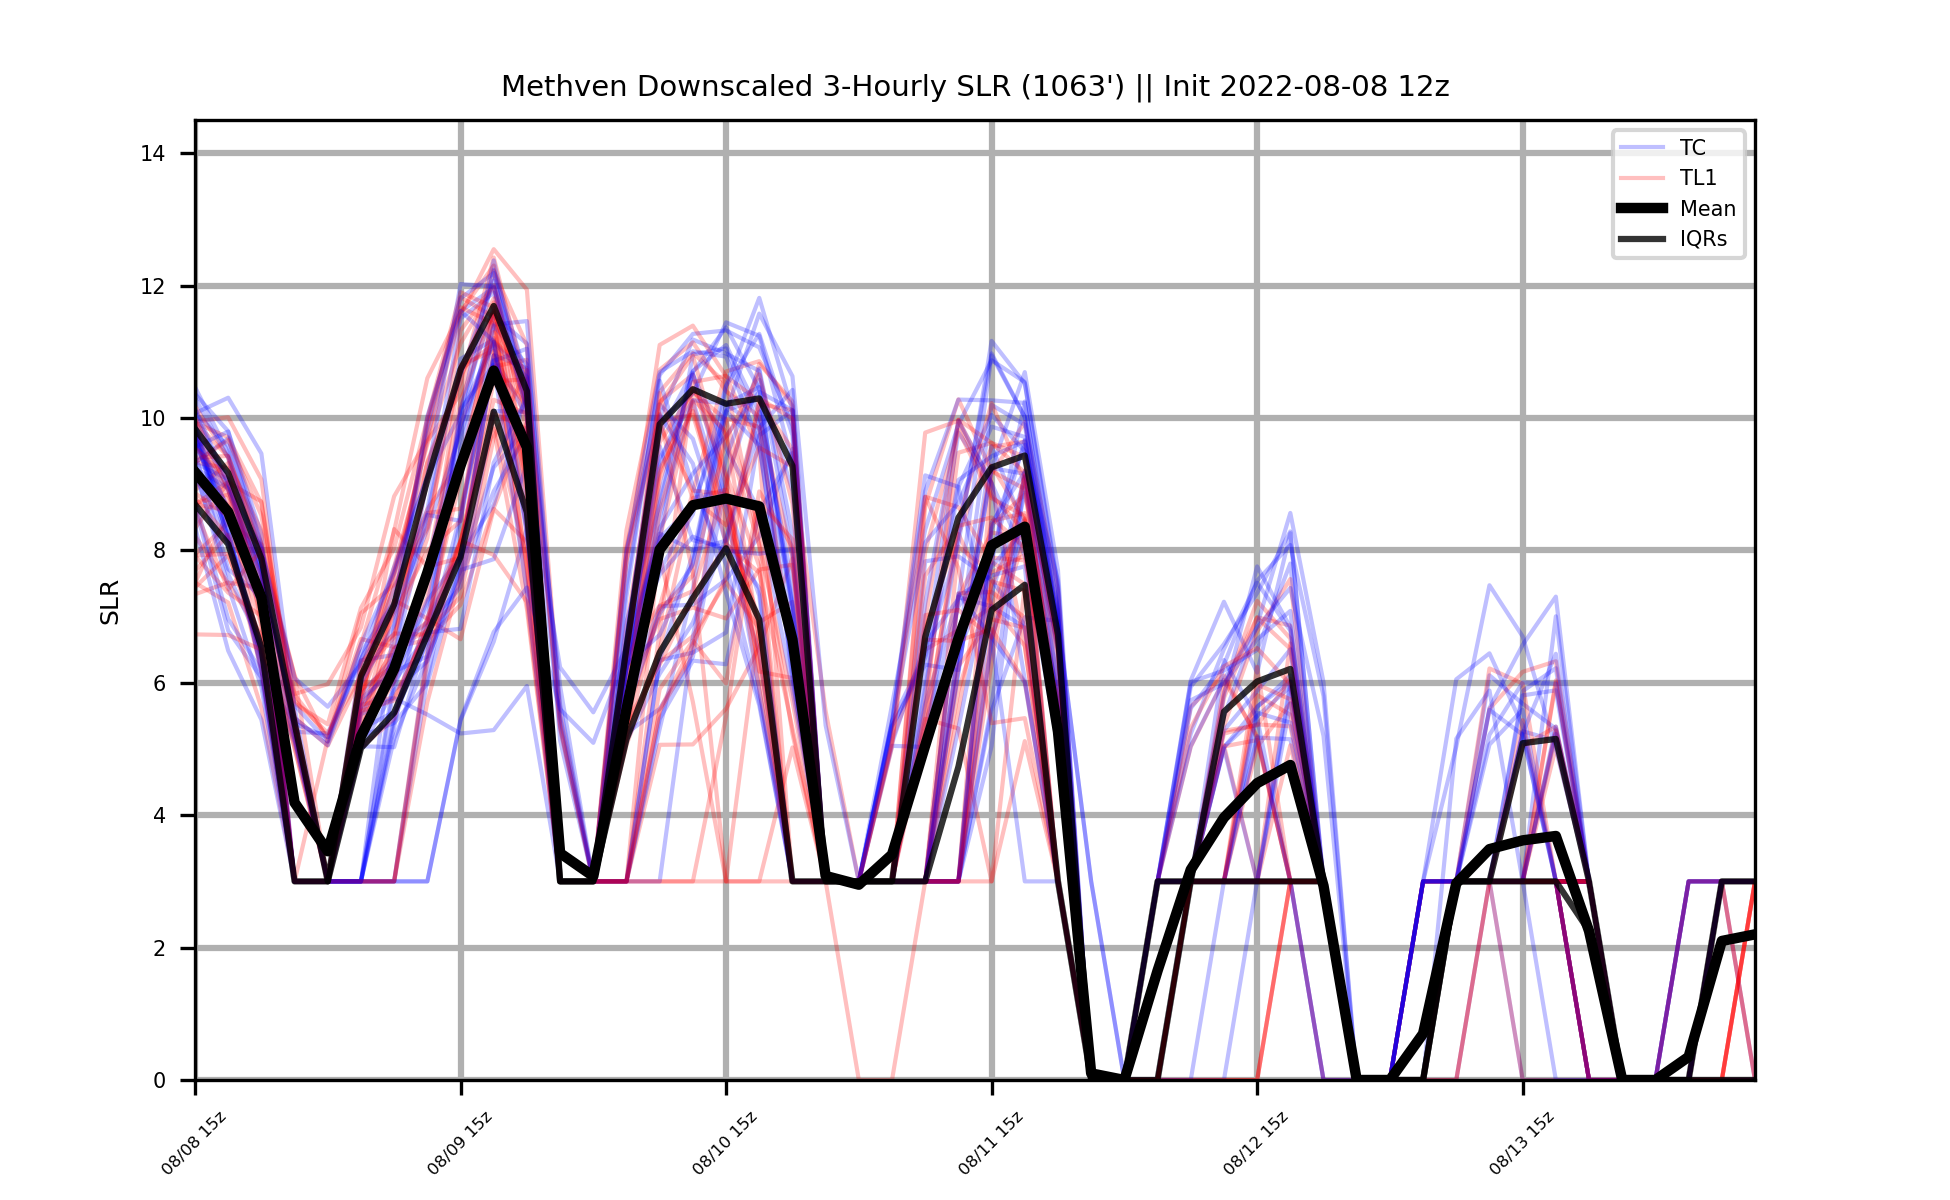 Methven Downscaled 3-Hourly SLR (1063') || Init 2022-08-08 12z
TC
TL1
Mean
IQRs
14
12
10
8
6
4
2
0
SLR
08/08 15z
08/09 15z
08/10 15z
08/11 15z
08/12 15z
08/13 15z